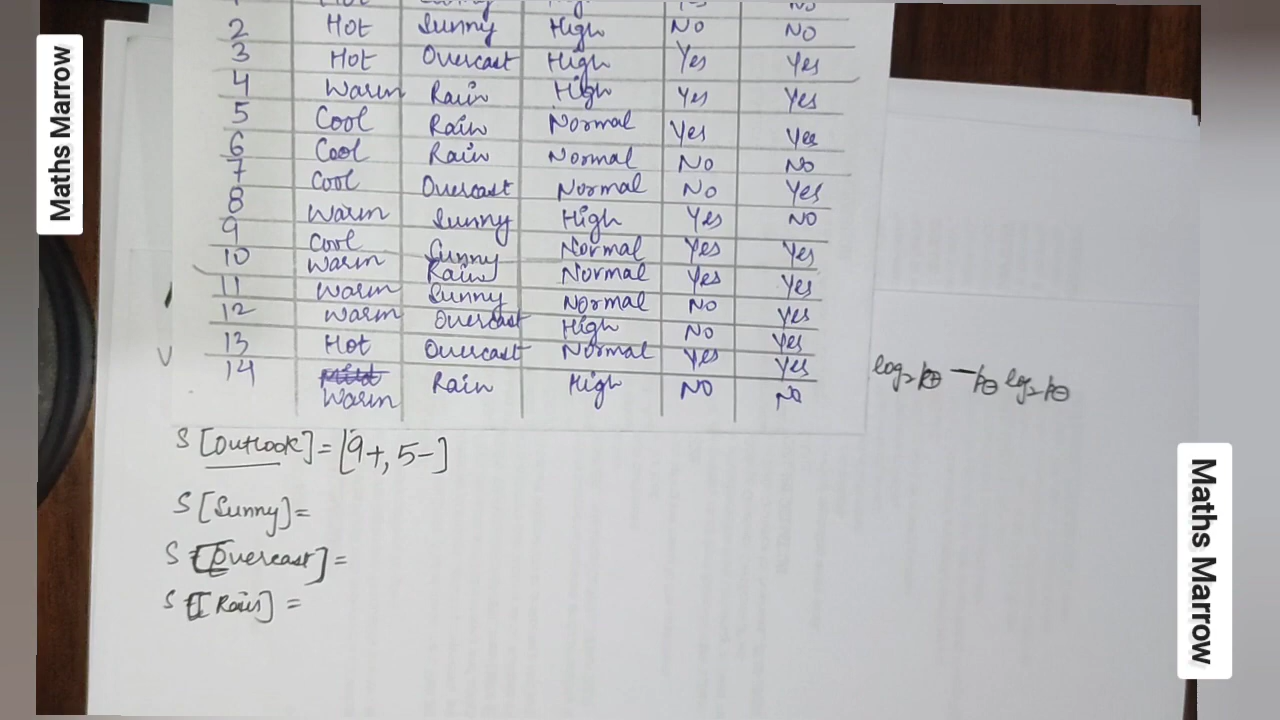 Maths Marrow
No
2 Hot Sunny High No No
3 Hot Overcast High Yes Yes
4 Warm Rain High Yes Yes
5 Cool Rain Normal Yes Yes
6 Cool Rain Normal No No
7 Cool Overcast Normal No Yes
8 Warm Sunny High Yes No
9 Cool Sunny Normal Yes Yes
10 Warm Rain Normal Yes Yes
11 Warm Sunny Normal No Yes
12 Warm Overcast High No Yes
13 Hot Overcast Normal Yes Yes
14 Rain High No No
Warm
log₂ p⊕ − p⊖ log₂ p⊖
S [Outlook] = [9+, 5-]
S [Sunny] =
S [Overcast] =
S [Rain] =
Maths Marrow